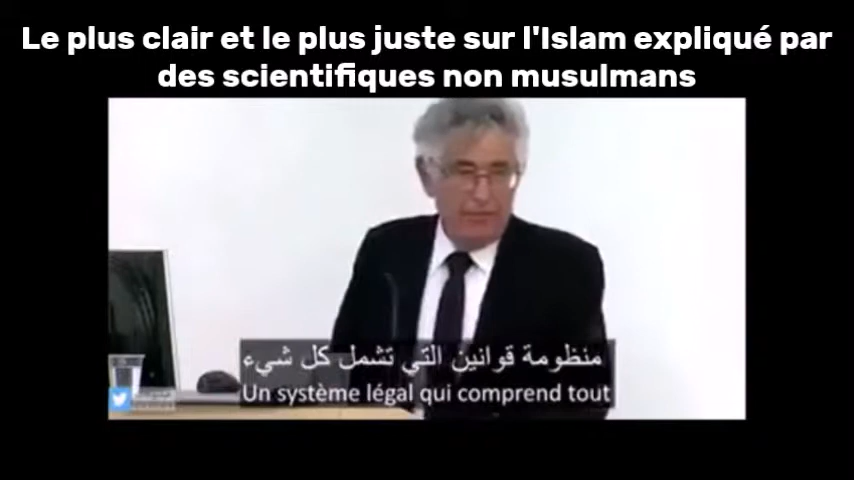 Le plus clair et le plus juste sur l'Islam expliqué par
des scientifiques non musulmans
منظومة قوانين التي تشمل كل شيء
Un système légal qui comprend tout